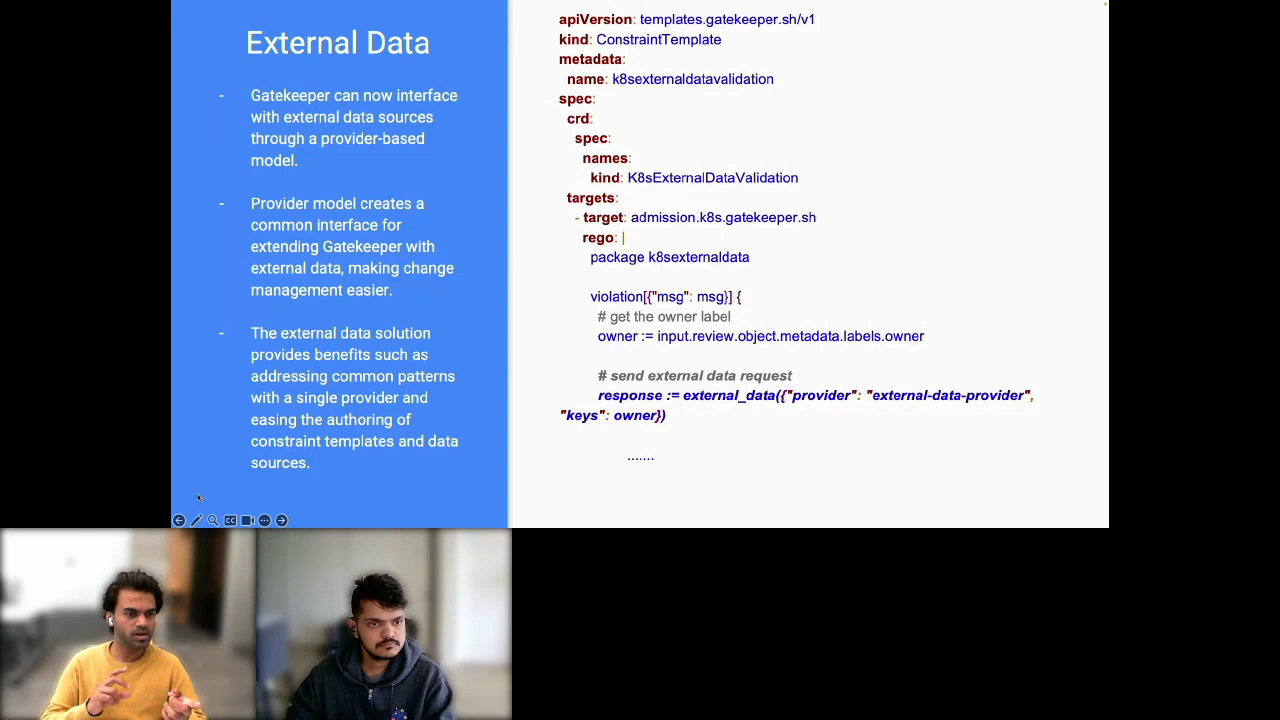 External Data
- Gatekeeper can now interface
with external data sources
through a provider-based
model.
- Provider model creates a
common interface for
extending Gatekeeper with
external data, making change
management easier.
- The external data solution
provides benefits such as
addressing common patterns
with a single provider and
easing the authoring of
constraint templates and data
sources.
CC
apiVersion: templates.gatekeeper.sh/v1
kind: ConstraintTemplate
metadata:
name: k8sexternaldatavalidation
spec:
crd:
spec:
names:
kind: K8sExternalDataValidation
targets:
- target: admission.k8s.gatekeeper.sh
rego: |
package k8sexternaldata
violation[{"msg": msg}] {
# get the owner label
owner := input.review.object.metadata.labels.owner
# send external data request
response := external_data({"provider": "external-data-provider",
"keys": owner})
.......